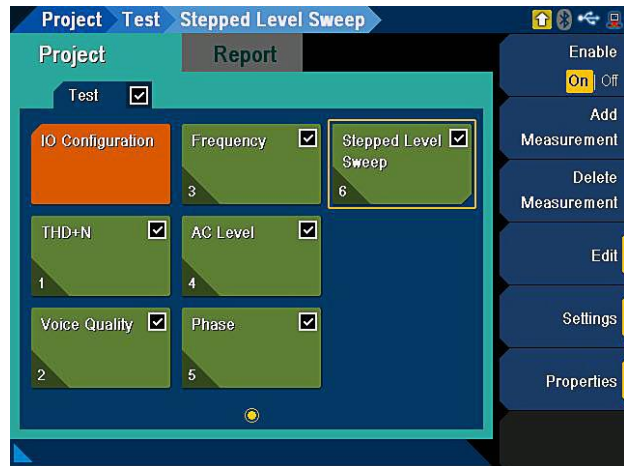 Project Test Stepped Level Sweep
Project
Report
Test
IO Configuration
THD+N
1
Voice Quality
2
Frequency
3
AC Level
4
Phase
5
Stepped Level
Sweep
6
Enable
On | Off
Add
Measurement
Delete
Measurement
Edit
Settings
Properties